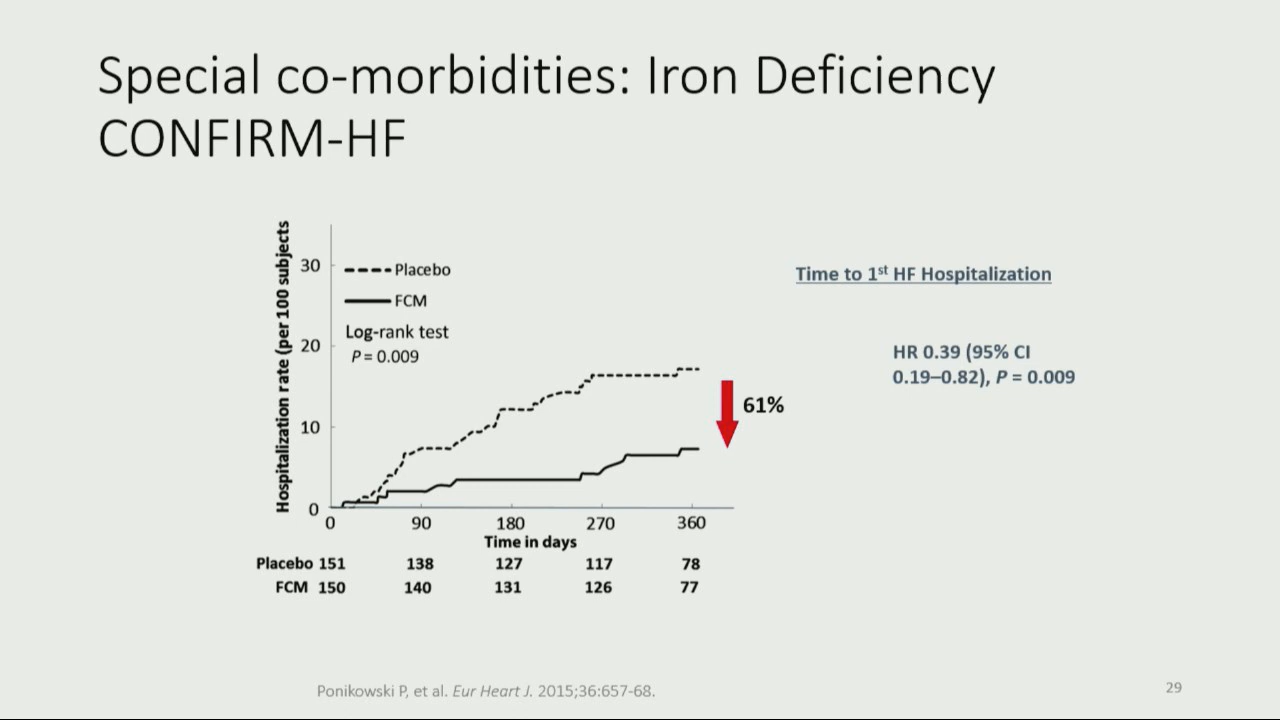 Special co-morbidities: Iron Deficiency
CONFIRM-HF
Hospitalization rate (per 100 subjects
30
20
10
0
Placebo
FCM
Log-rank test
P = 0.009
61%
0 90 180 270 360
Time in days
Placebo 151 138 127 117 78
FCM 150 140 131 126 77
Time to 1st HF Hospitalization
HR 0.39 (95% CI
0.19–0.82), P = 0.009
Ponikowski P, et al. Eur Heart J. 2015;36:657-68.
29